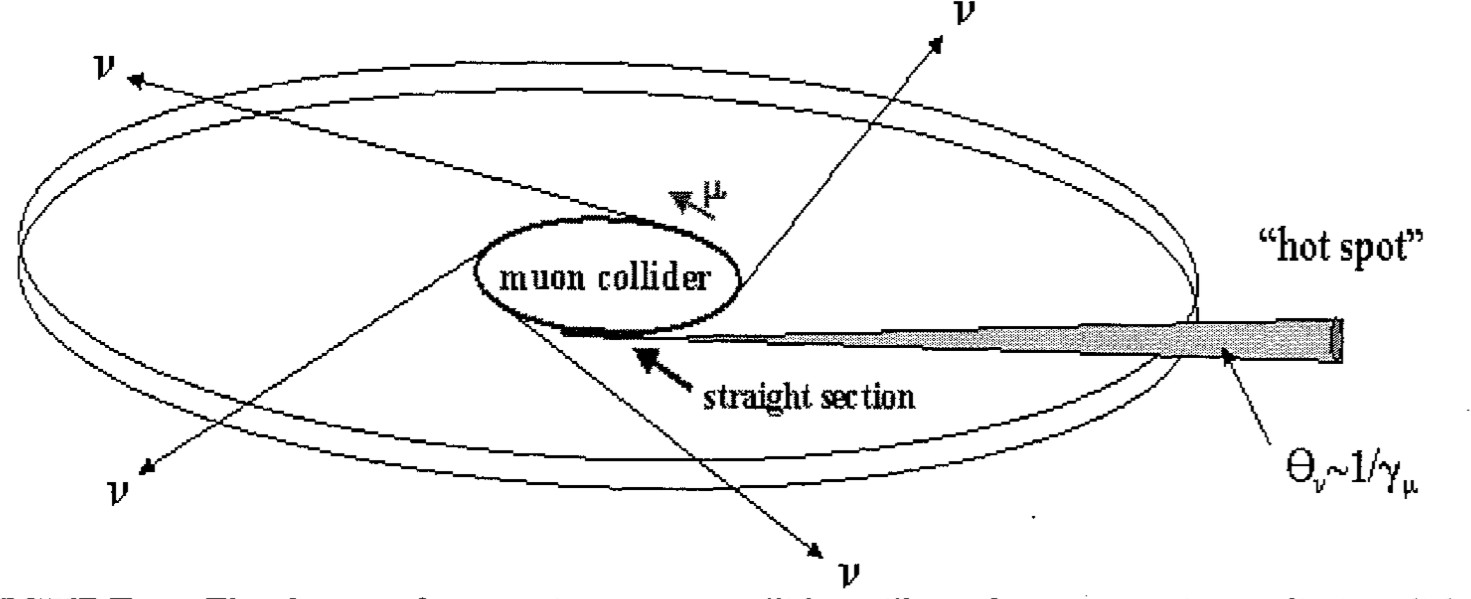 ν
ν
μ
muon collider
“hot spot”
straight section
Θν~1/γμ
ν
ν